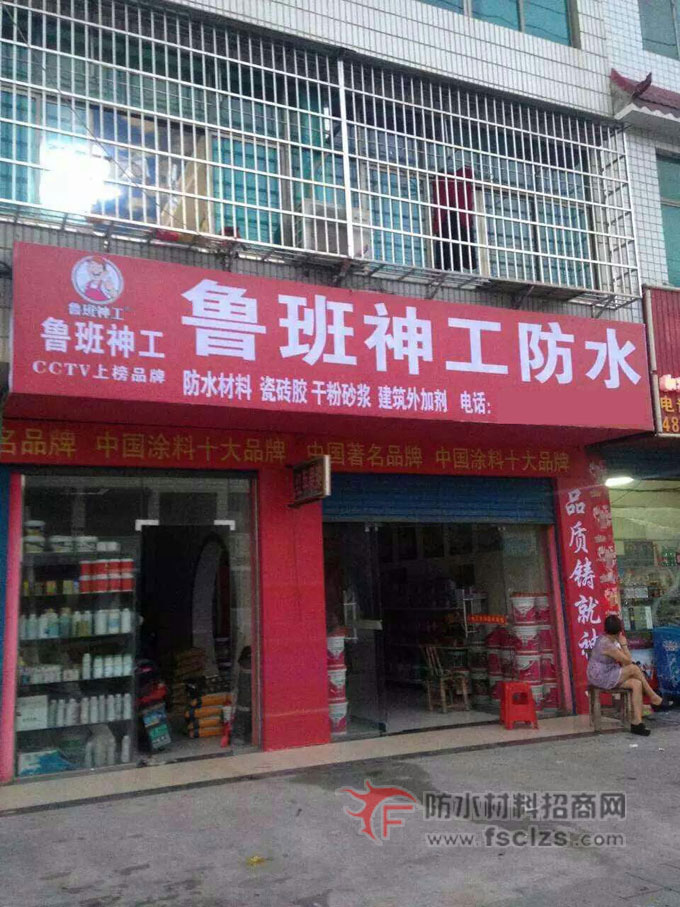 鲁班神工
鲁班神工
CCTV上榜品牌
鲁班神工防水
防水材料 瓷砖胶 干粉砂浆 建筑外加剂 电话:
名品牌 中国涂料十大品牌 中国著名品牌 中国涂料十大品牌
品质铸就神
电话
48
防水材料招商网
www.fsclzs.com